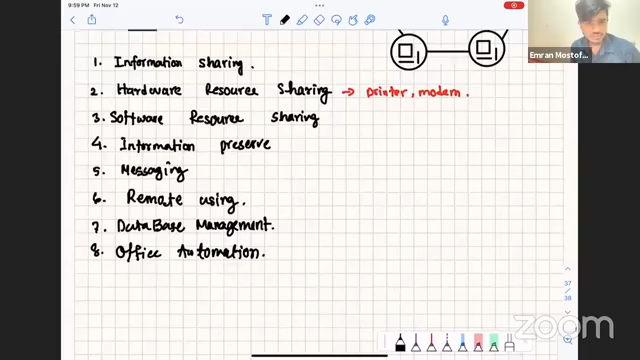 9:59 PM Fri Nov 12
Emran Mostof...
1. Information sharing.
2. Hardware Resource sharing → printer, modem.
3. Software Resource sharing
4. Information preserve
5. Messaging
6. Remote using.
7. DataBase Management.
8. Office Automation.
37
/
38
zoom